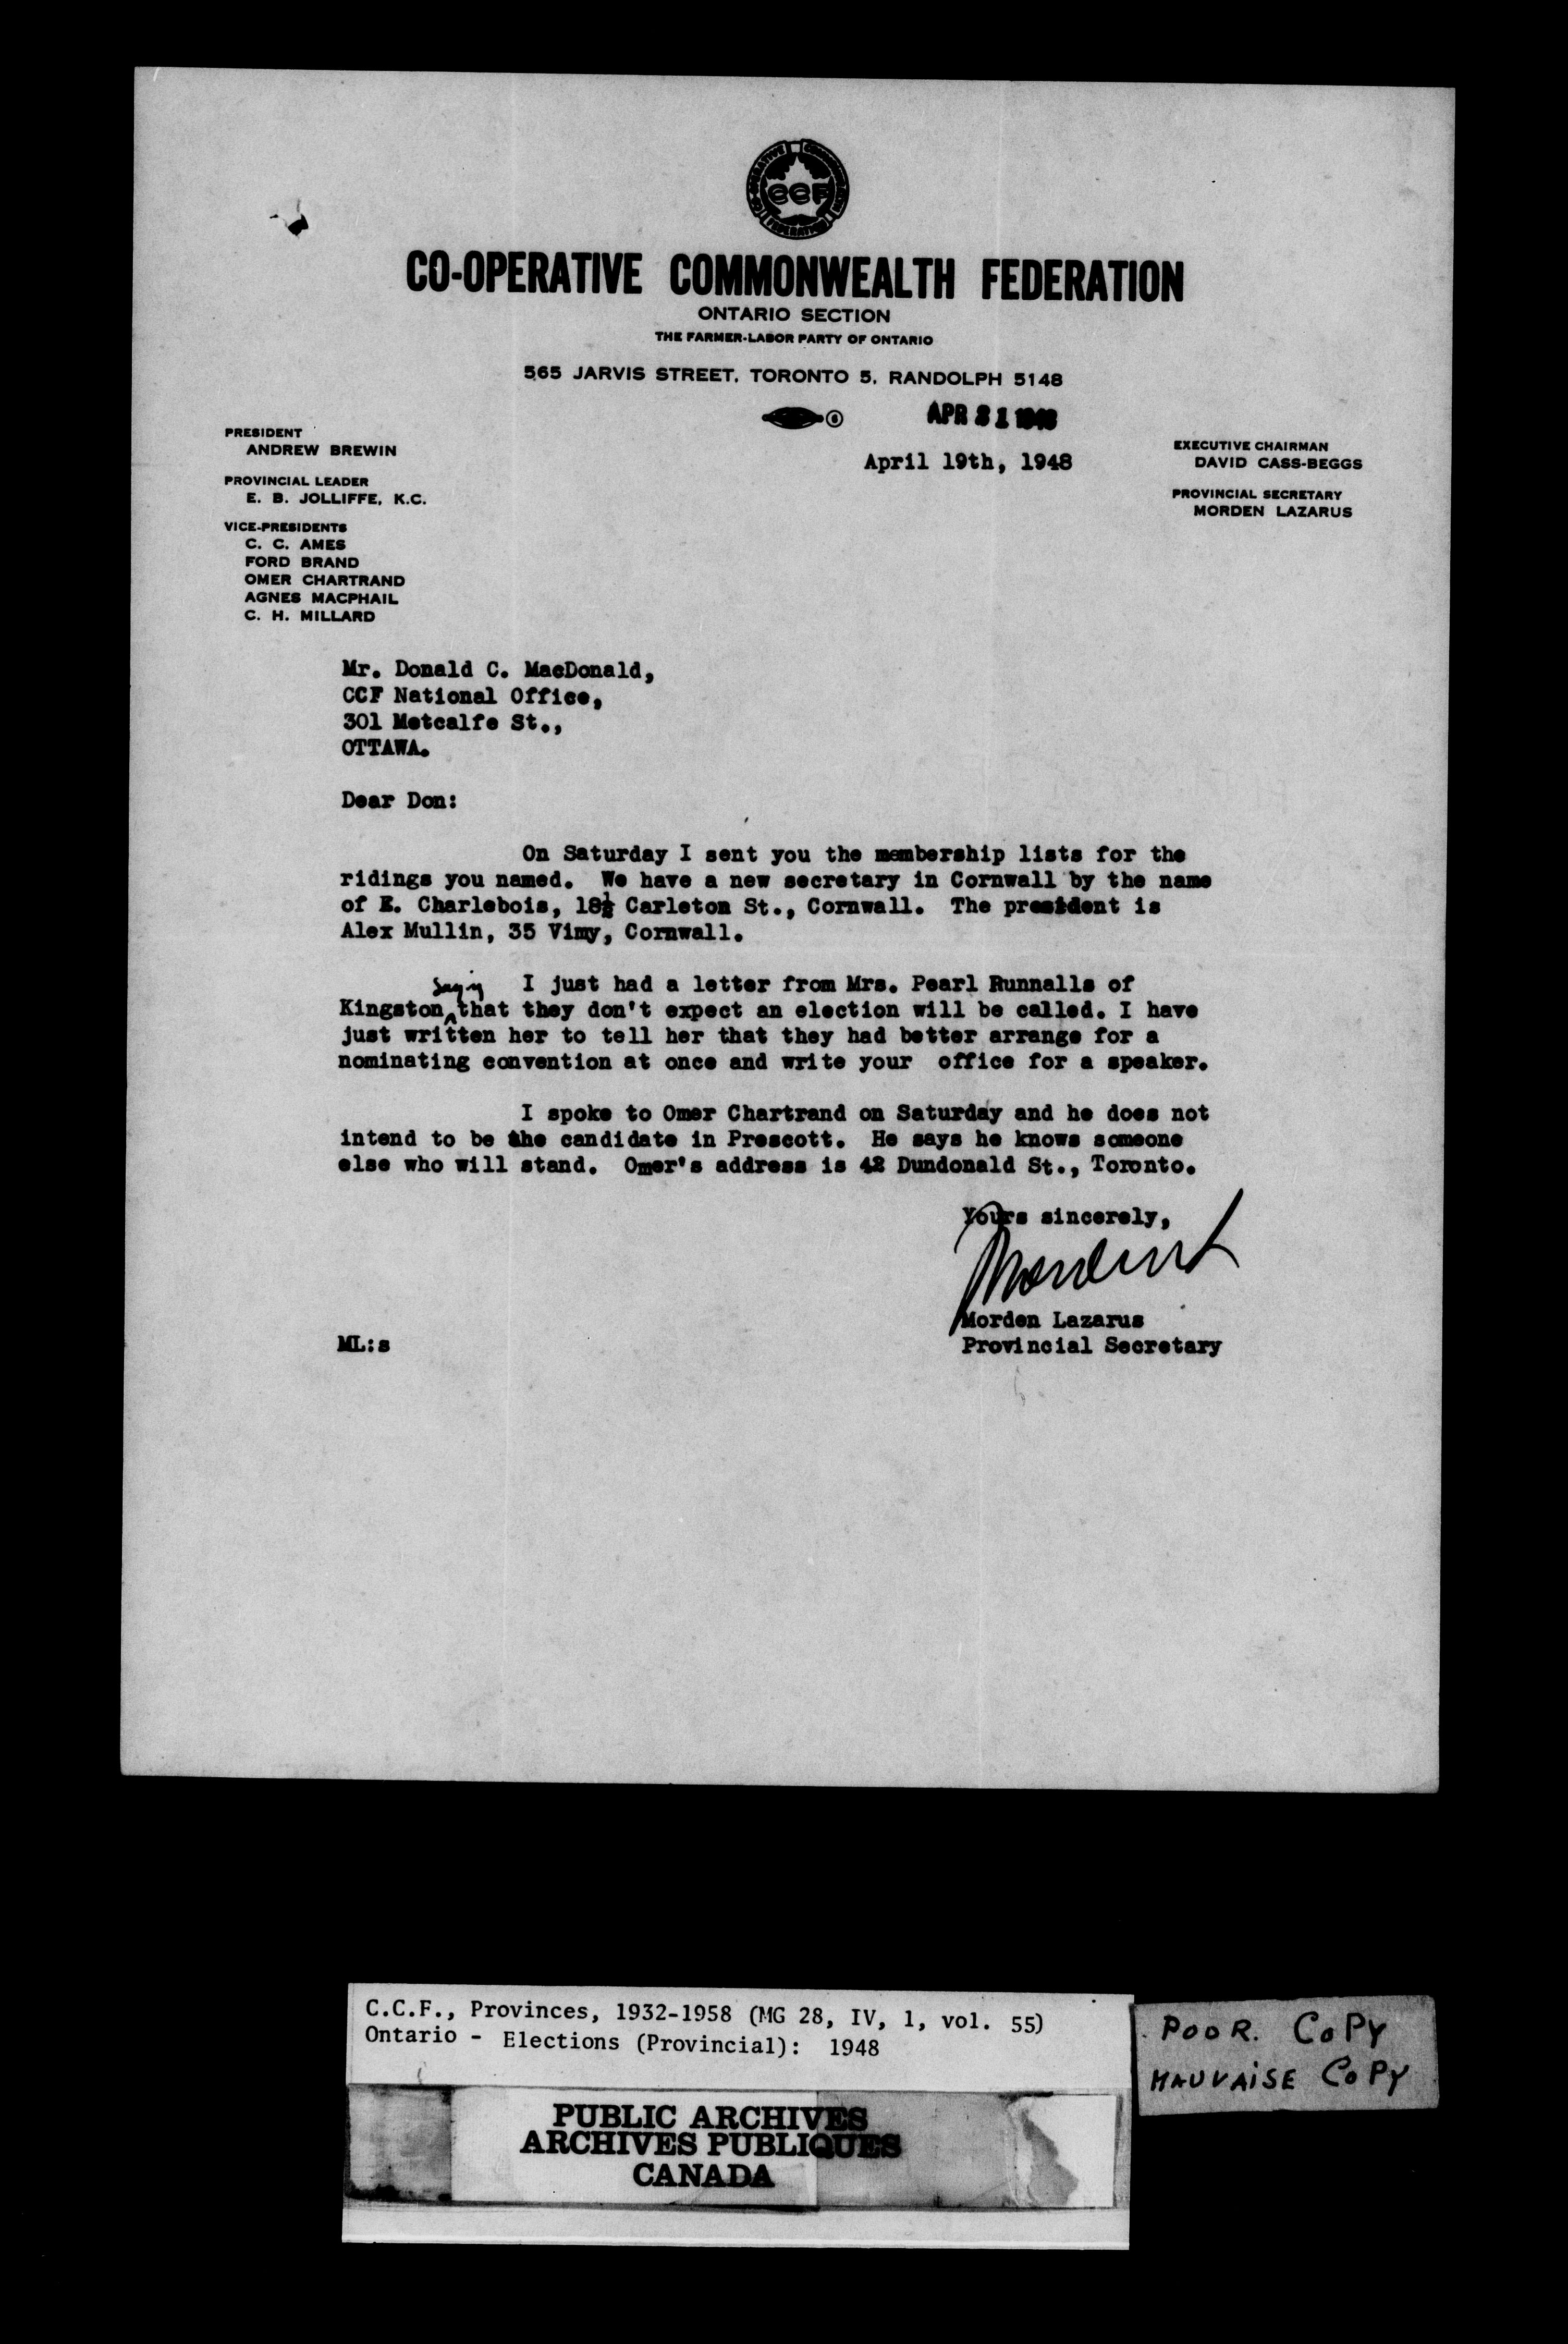 CO-OPERATIVE COMMONWEALTH FEDERATION
CCF
CO-OPERATIVE COMMONWEALTH FEDERATION
ONTARIO SECTION
THE FARMER-LABOR PARTY OF ONTARIO
565 JARVIS STREET, TORONTO 5, RANDOLPH 5148
APR 21 1948
April 19th, 1948
PRESIDENT
ANDREW BREWIN
PROVINCIAL LEADER
E. B. JOLLIFFE, K.C.
VICE-PRESIDENTS
C. C. AMES
FORD BRAND
OMER CHARTRAND
AGNES MACPHAIL
C. H. MILLARD
EXECUTIVE CHAIRMAN
DAVID CASS-BEGGS
PROVINCIAL SECRETARY
MORDEN LAZARUS
Mr. Donald C. MacDonald,
CCF National Office,
301 Metcalfe St.,
OTTAWA.
Dear Don:
On Saturday I sent you the membership lists for the
ridings you named. We have a new secretary in Cornwall by the name
of E. Charlebois, 18½ Carleton St., Cornwall. The president is
Alex Mullin, 35 Vimy, Cornwall.
I just had a letter from Mrs. Pearl Runnalls of
Kingston saying that they don't expect an election will be called. I have
just written her to tell her that they had better arrange for a
nominating convention at once and write your office for a speaker.
I spoke to Omer Chartrand on Saturday and he does not
intend to be the candidate in Prescott. He says he knows someone
else who will stand. Omer's address is 42 Dundonald St., Toronto.
Yours sincerely,
Morden L
Morden Lazarus
Provincial Secretary
ML:s
C.C.F., Provinces, 1932-1958 (MG 28, IV, 1, vol. 55)
Ontario - Elections (Provincial): 1948
PUBLIC ARCHIVES
ARCHIVES PUBLIQUES
CANADA
POOR. COPY
MAUVAISE COPY